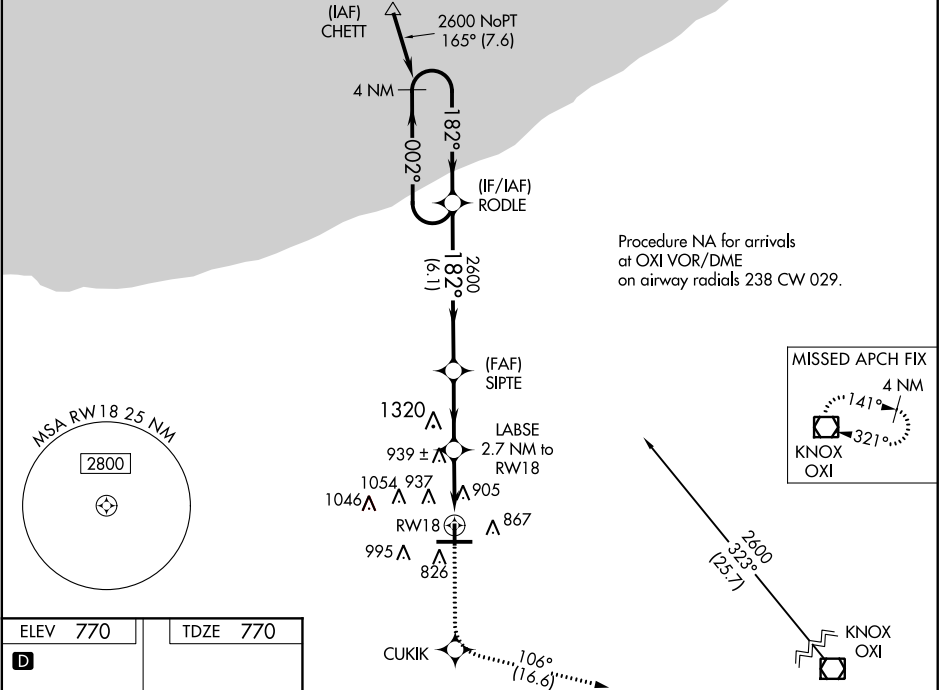 (IAF)
CHETT
2600 NoPT
165° (7.6)
4 NM
182°
002°
(IF/IAF)
RODLE
2600
182°
(6.1)
Procedure NA for arrivals
at OXI VOR/DME
on airway radials 238 CW 029.
(FAF)
SIPTE
MISSED APCH FIX
4 NM
141°
321°
KNOX
OXI
MSA RW18 25 NM
2800
1320
LABSE
2.7 NM to
RW18
939 ±
1054
937
905
1046
RW18
867
995
826
2600
323°
(25.7)
KNOX
OXI
CUKIK
106°
(16.6)
ELEV 770
TDZE 770
D